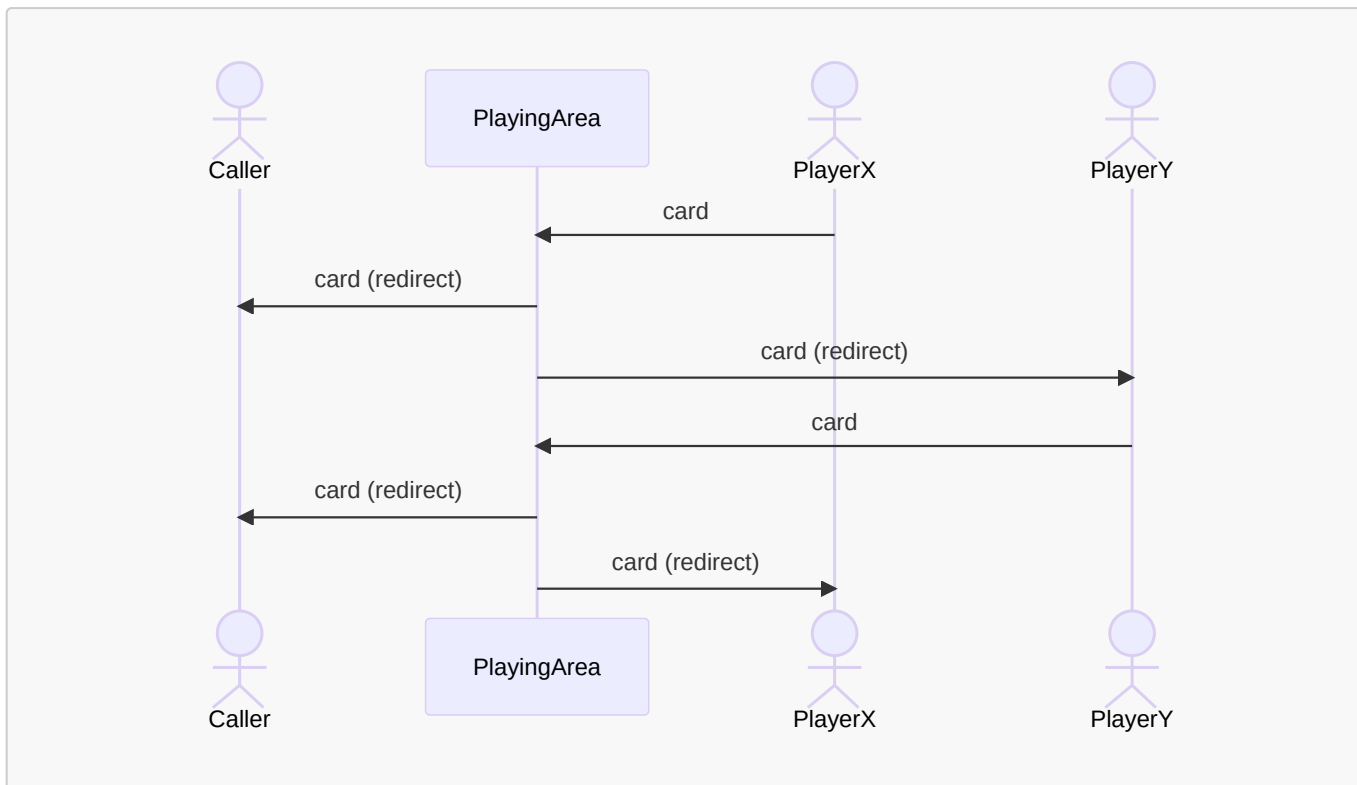 PlayingArea
Caller
PlayerX
PlayerY
card
card (redirect)
card (redirect)
card
card (redirect)
card (redirect)
PlayingArea
Caller
PlayerX
PlayerY